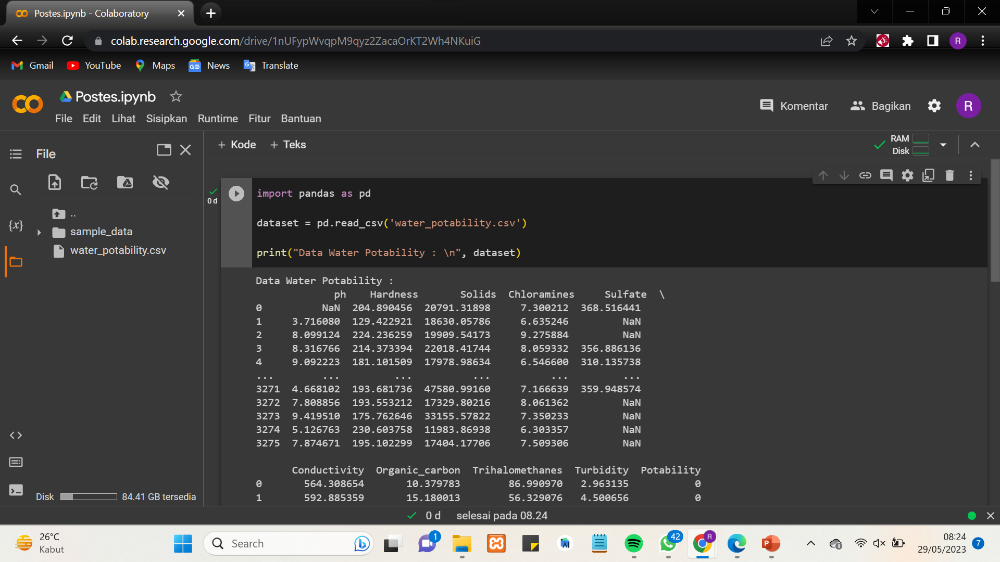 Postes.ipynb - Colaboratory
colab.research.google.com/drive/1nUFypWvqpM9qyz2ZacaOrKT2Wh4NKuiG
R
Gmail YouTube Maps News Translate
Postes.ipynb
File Edit Lihat Sisipkan Runtime Fitur Bantuan
Komentar Bagikan R
File
+ Kode + Teks
RAM
Disk
..
sample_data
water_potability.csv
{x}
Disk 84.41 GB tersedia
0 d
import pandas as pd
dataset = pd.read_csv('water_potability.csv')
print("Data Water Potability : \n", dataset)
Data Water Potability :
ph Hardness Solids Chloramines Sulfate \
0 NaN 204.890456 20791.31898 7.300212 368.516441
1 3.716080 129.422921 18630.05786 6.635246 NaN
2 8.099124 224.236259 19909.54173 9.275884 NaN
3 8.316766 214.373394 22018.41744 8.059332 356.886136
4 9.092223 181.101509 17978.98634 6.546600 310.135738
... ... ... ... ... ...
3271 4.668102 193.681736 47580.99160 7.166639 359.948574
3272 7.808856 193.553212 17329.80216 8.061362 NaN
3273 9.419510 175.762646 33155.57822 7.350233 NaN
3274 5.126763 230.603758 11983.86938 6.303357 NaN
3275 7.874671 195.102299 17404.17706 7.509306 NaN
Conductivity Organic_carbon Trihalomethanes Turbidity Potability
0 564.308654 10.379783 86.990970 2.963135 0
1 592.885359 15.180013 56.329076 4.500656 0
0 d selesai pada 08.24
26°C
Kabut
Search
1
42
R
P
08:24
29/05/2023
7